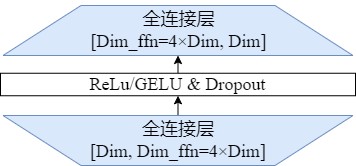 全连接层
[Dim_ffn=4×Dim, Dim]
ReLu/GELU & Dropout
全连接层
[Dim, Dim_ffn=4×Dim]